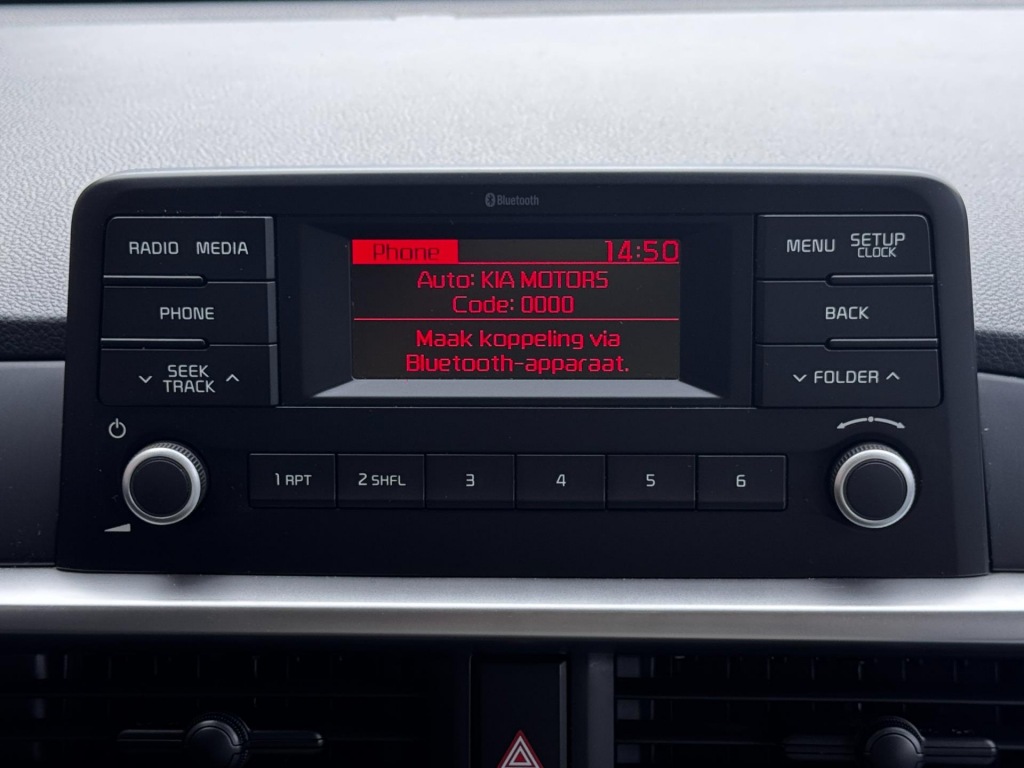 Bluetooth
RADIO MEDIA
PHONE
SEEK
TRACK
Phone 14:50
Auto: KIA MOTORS
Code: 0000
Maak koppeling via
Bluetooth-apparaat.
MENU SETUP
CLOCK
BACK
FOLDER
1 RPT 2 SHFL 3 4 5 6